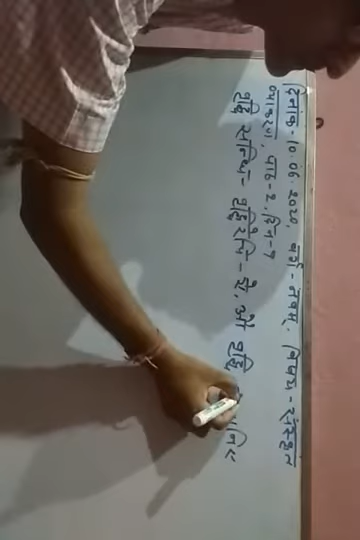 दिनांक - 10.06.2020, वर्ग - नवम्, विषय - संस्कृत
व्याकरण, पाठ-2, दिन-7
वृद्धि सन्धि - वृद्धिरेचि - ऐ, औ वृद्धि